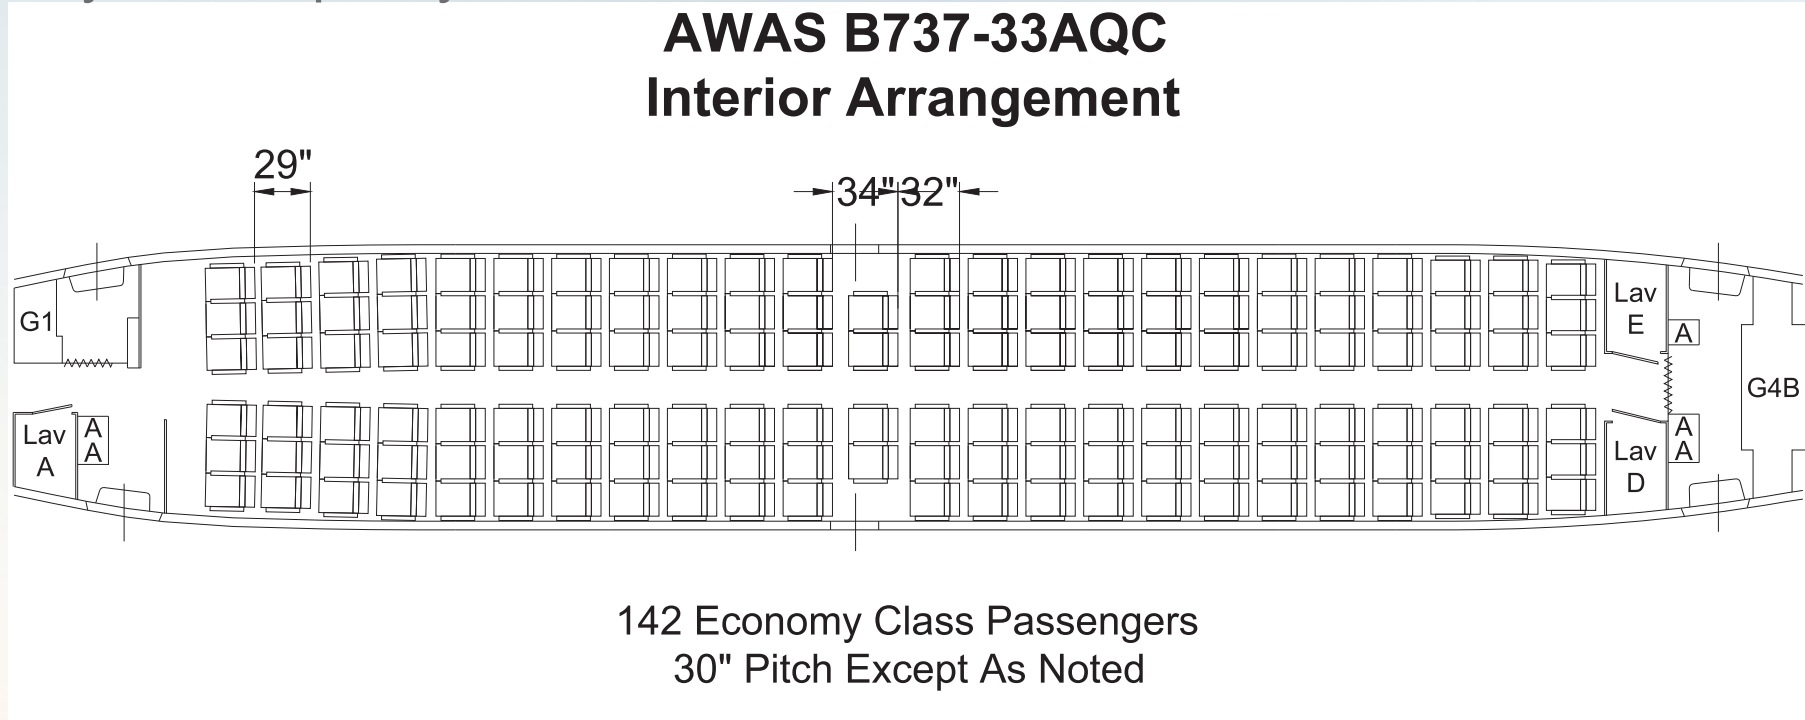 AWAS B737-33AQC
Interior Arrangement
29"
34"
32"
G1
Lav
E
A
G4B
Lav
A
A
A
Lav
D
A
A
142 Economy Class Passengers
30" Pitch Except As Noted